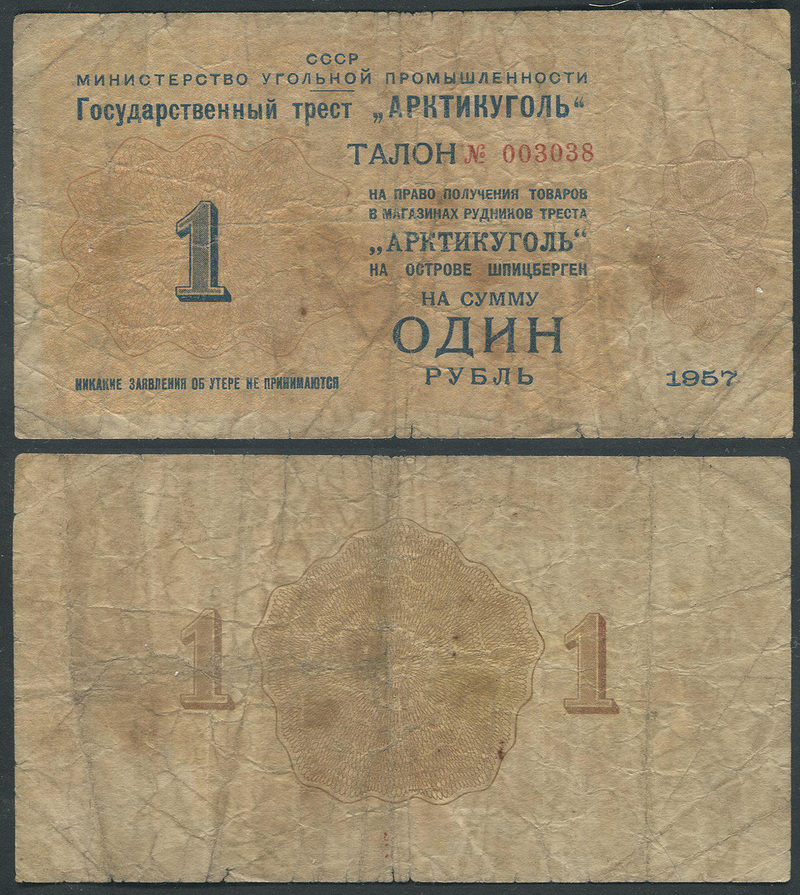 СССР
МИНИСТЕРСТВО УГОЛЬНОЙ ПРОМЫШЛЕННОСТИ
Государственный трест „АРКТИКУГОЛЬ“
ТАЛОН № 003038
НА ПРАВО ПОЛУЧЕНИЯ ТОВАРОВ
В МАГАЗИНАХ РУДНИКОВ ТРЕСТА
„АРКТИКУГОЛЬ“
НА ОСТРОВЕ ШПИЦБЕРГЕН
1
НА СУММУ
ОДИН
РУБЛЬ
НИКАКИЕ ЗАЯВЛЕНИЯ ОБ УТЕРЕ НЕ ПРИНИМАЮТСЯ
1957
1 1